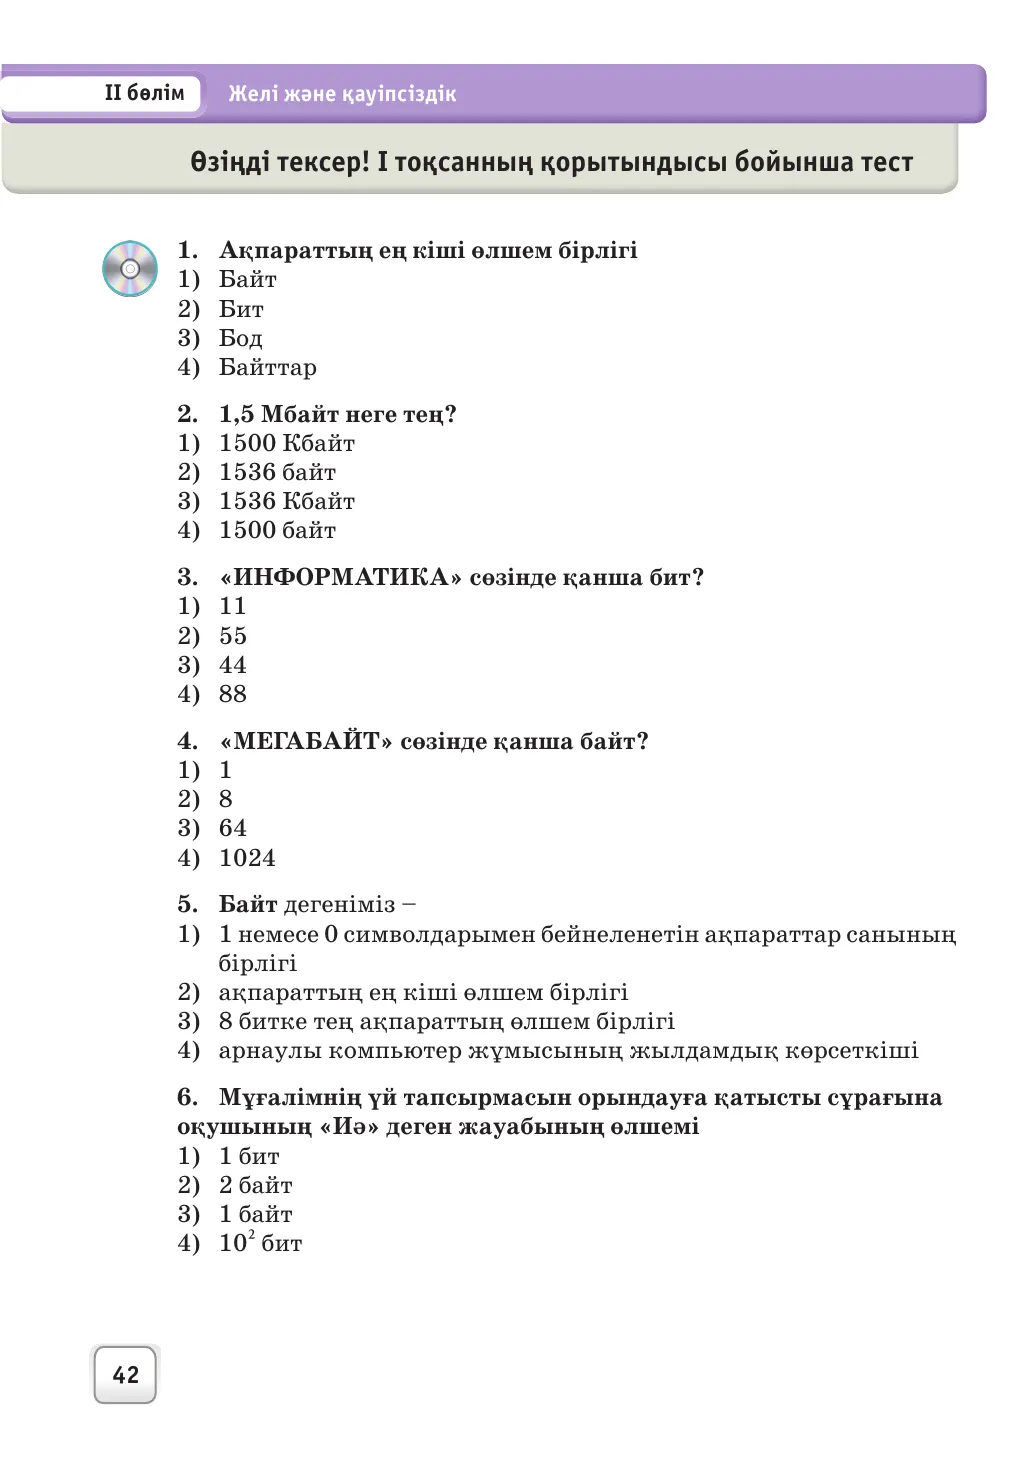 II бөлім
Желі және қауіпсіздік
Өзіңді тексер! I тоқсанның қорытындысы бойынша тест
1. Ақпараттың ең кіші өлшем бірлігі
1) Байт
2) Бит
3) Бод
4) Байттар
2. 1,5 Мбайт неге тең?
1) 1500 Кбайт
2) 1536 байт
3) 1536 Кбайт
4) 1500 байт
3. «ИНФОРМАТИКА» сөзінде қанша бит?
1) 11
2) 55
3) 44
4) 88
4. «МЕГАБАЙТ» сөзінде қанша байт?
1) 1
2) 8
3) 64
4) 1024
5. Байт дегеніміз –
1) 1 немесе 0 символдарымен бейнеленетін ақпараттар санының
бірлігі
2) ақпараттың ең кіші өлшем бірлігі
3) 8 битке тең ақпараттың өлшем бірлігі
4) арнаулы компьютер жұмысының жылдамдық көрсеткіші
6. Мұғалімнің үй тапсырмасын орындауға қатысты сұрағына
оқушының «Иә» деген жауабының өлшемі
1) 1 бит
2) 2 байт
3) 1 байт
4) 10² бит
42